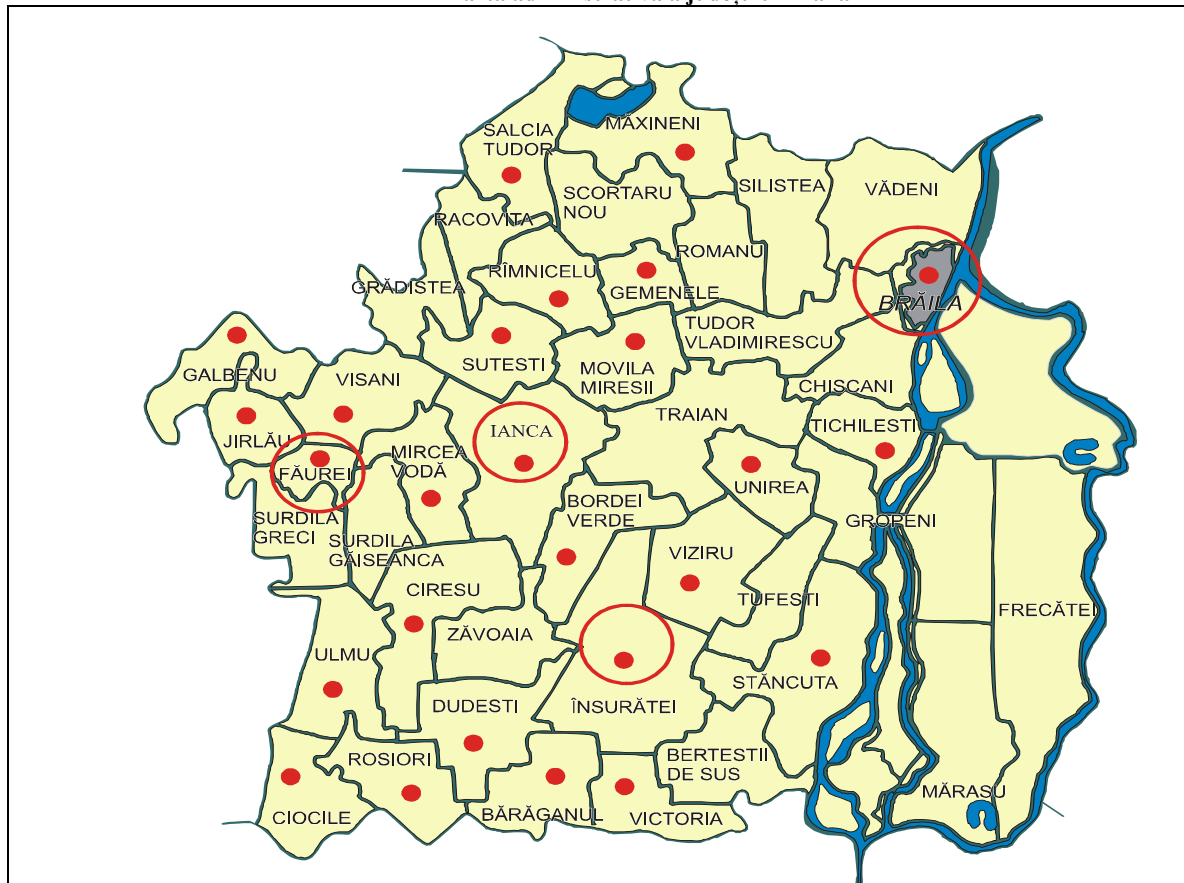 MĂXINENI
SALCIA
TUDOR
SILISTEA
VĂDENI
SCORTARU
NOU
RACOVITA
ROMANU
RÎMNICELU
GRĂDISTEA
GEMENELE
BRĂILA
TUDOR
VLADIMIRESCU
SUTESTI
MOVILA
MIRESII
GALBENU
VISANI
CHISCANI
TRAIAN
TICHILESTI
IANCA
JIRLĂU
MIRCEA
VODĂ
FĂUREI
UNIREA
BORDEI
VERDE
SURDILA
GRECI
GROPENI
SURDILA
GĂISEANCA
VIZIRU
CIRESU
TUFESTI
FRECĂTEI
ZĂVOAIA
ULMU
STĂNCUTA
DUDESTI
ÎNSURĂTEI
BERTESTII
DE SUS
ROSIORI
MĂRASU
CIOCILE
BĂRĂGANUL
VICTORIA